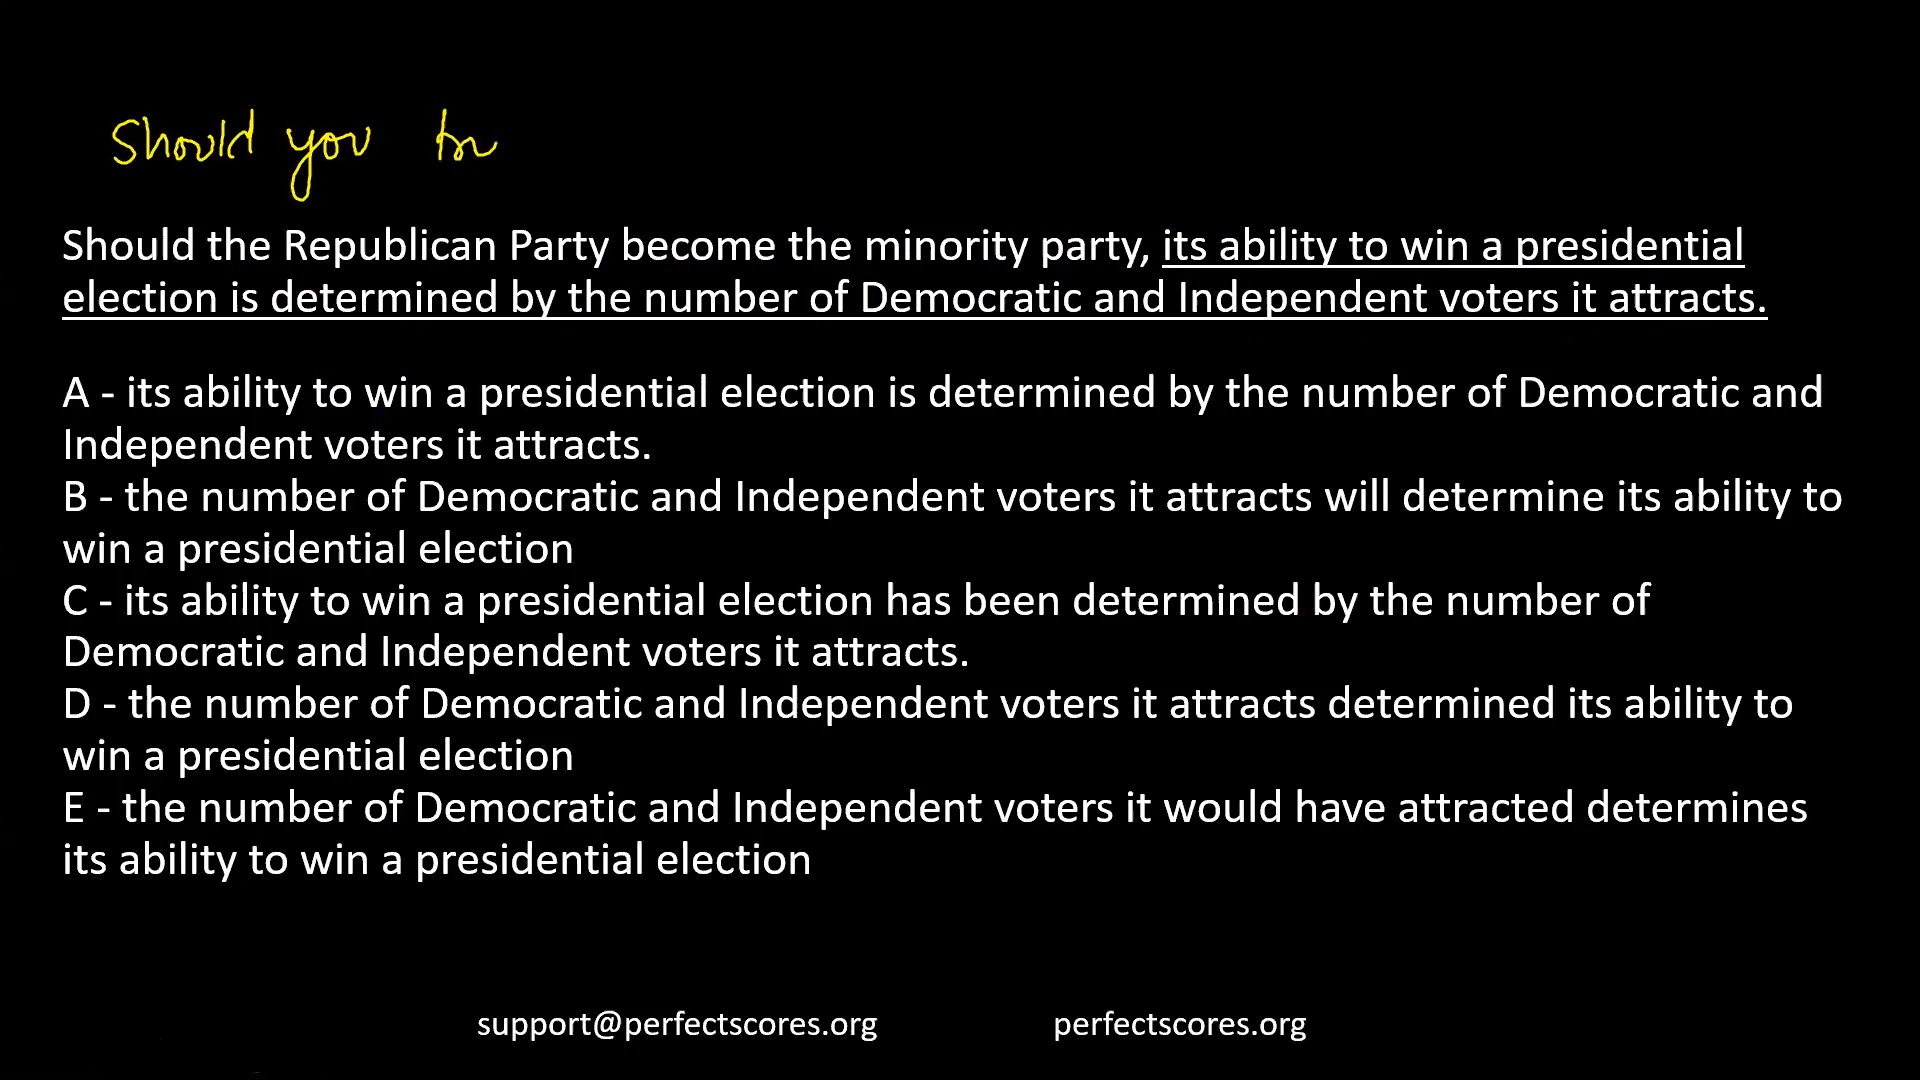 Should you
Should the Republican Party become the minority party, its ability to win a presidential
election is determined by the number of Democratic and Independent voters it attracts.
A - its ability to win a presidential election is determined by the number of Democratic and
Independent voters it attracts.
B - the number of Democratic and Independent voters it attracts will determine its ability to
win a presidential election
C - its ability to win a presidential election has been determined by the number of
Democratic and Independent voters it attracts.
D - the number of Democratic and Independent voters it attracts determined its ability to
win a presidential election
E - the number of Democratic and Independent voters it would have attracted determines
its ability to win a presidential election
support@perfectscores.org perfectscores.org